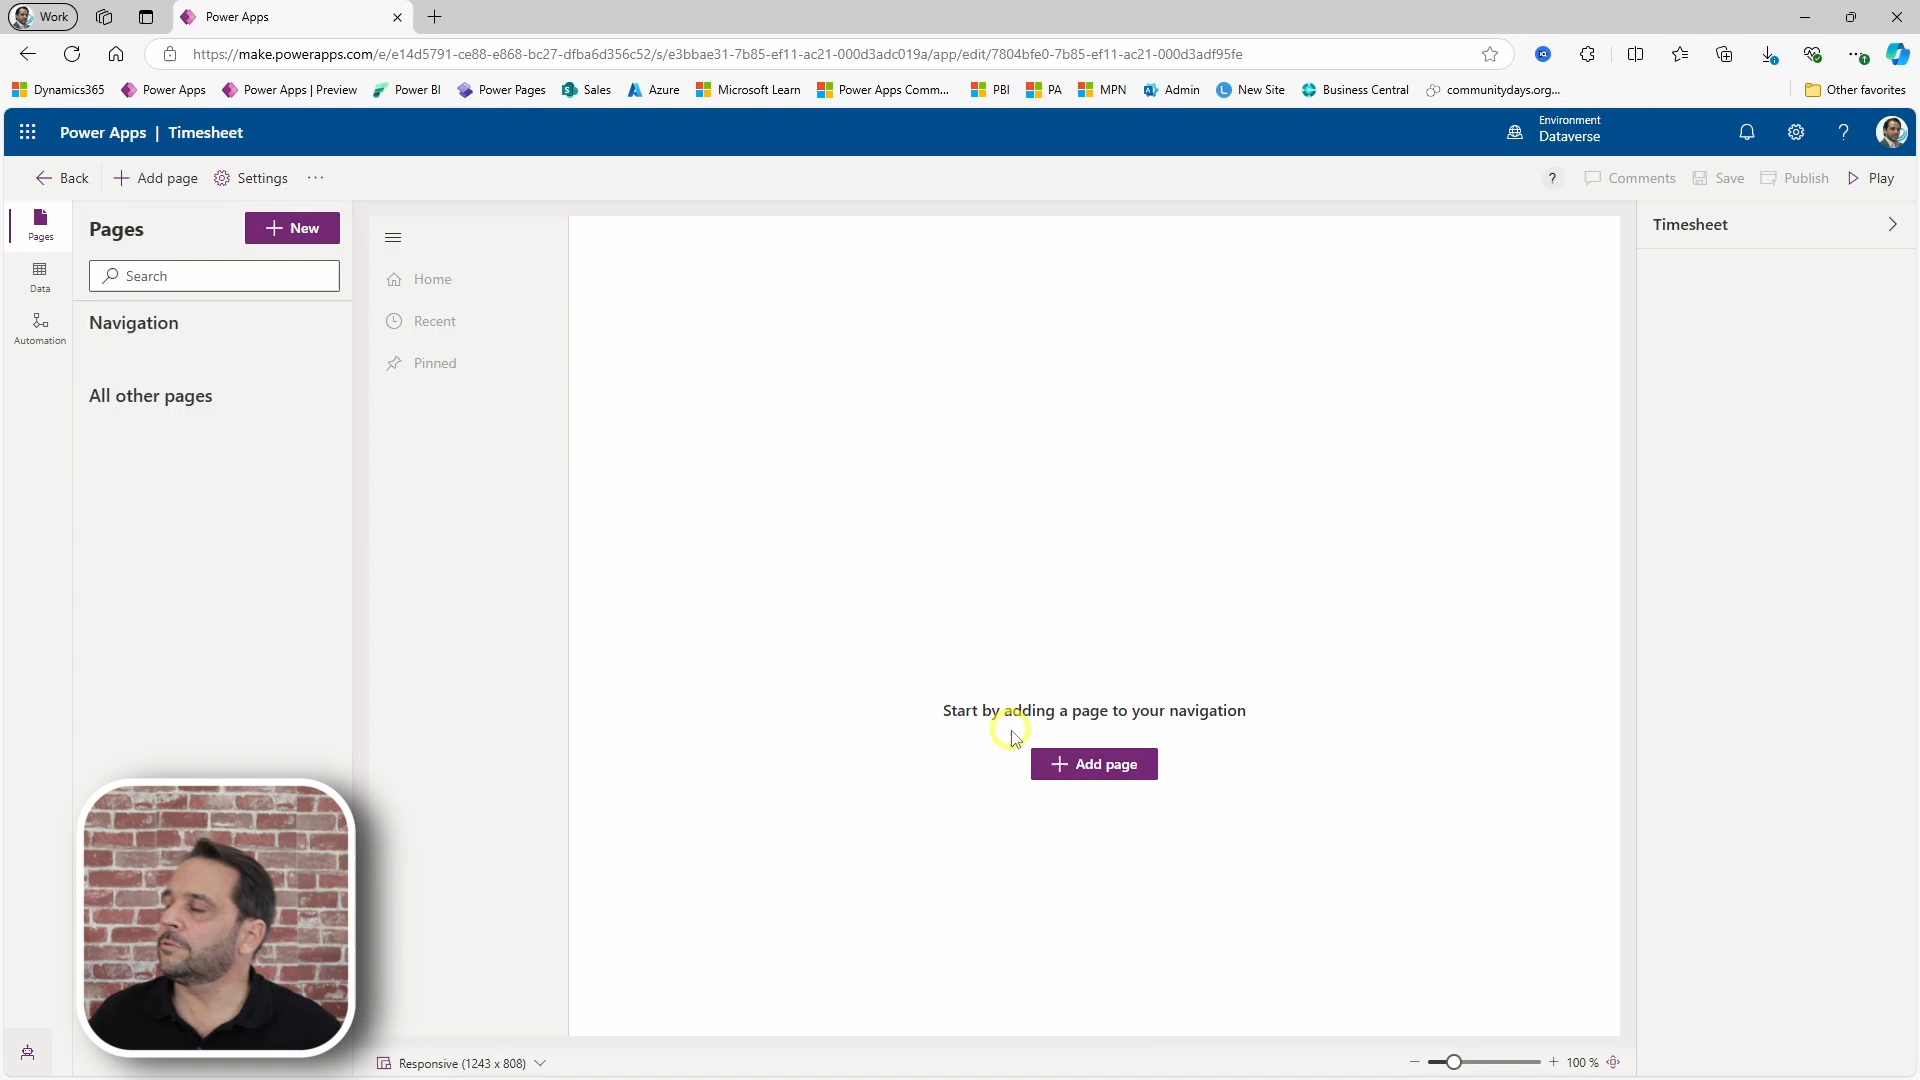 Work
Power Apps
https://make.powerapps.com/e/e14d5791-ce88-e868-bc27-dfba6d356c52/s/e3bbae31-7b85-ef11-ac21-000d3adc019a/app/edit/7804bfe0-7b85-ef11-ac21-000d3adf95fe
Dynamics365 Power Apps Power Apps | Preview Power BI Power Pages Sales Azure Microsoft Learn Power Apps Comm... PBI PA MPN Admin New Site Business Central communitydays.org... Other favorites
Power Apps | Timesheet
Environment
Dataverse
Back Add page Settings ... ? Comments Save Publish Play
Pages
Data
Automation
Pages
New
Search
Navigation
All other pages
Home
Recent
Pinned
Start by adding a page to your navigation
Add page
Timesheet
Responsive (1243 x 808)
100 %